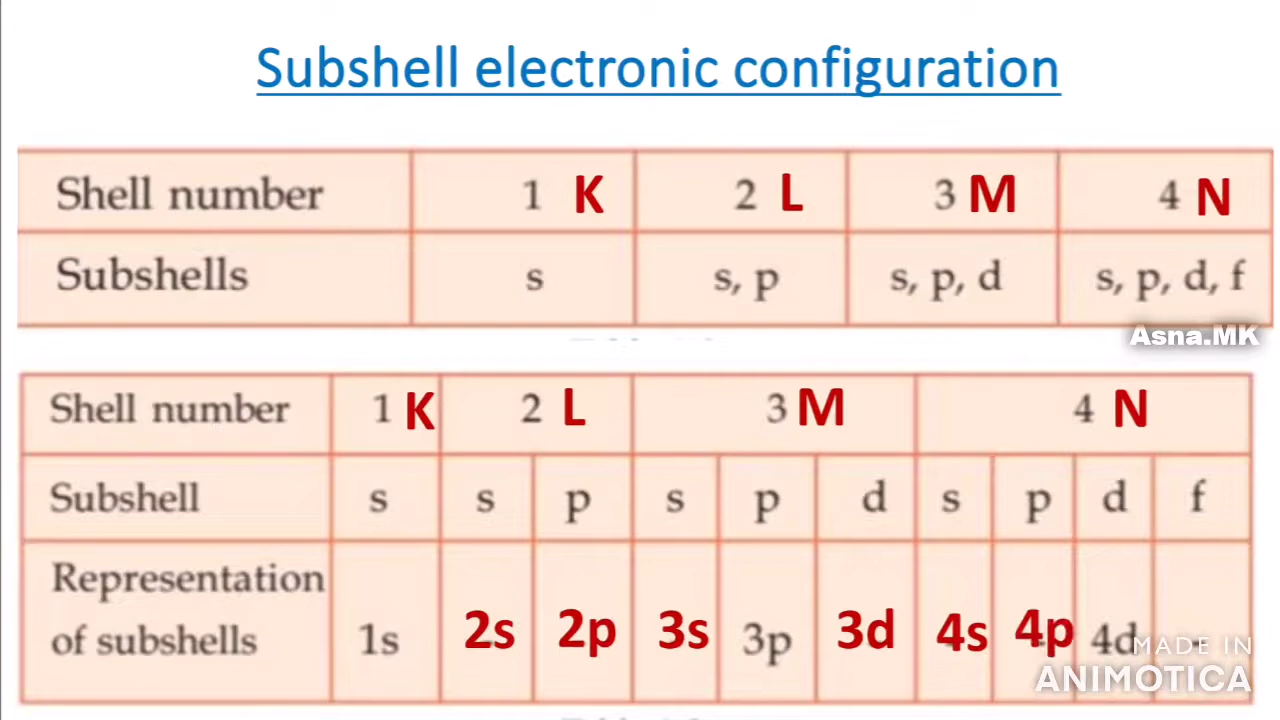 Subshell electronic configuration
Shell number 1 K 2 L 3 M 4 N
Subshells s s, p s, p, d s, p, d, f
Asna.MK
Shell number 1 K 2 L 3 M 4 N
Subshell s s p s p d s p d f
Representation of subshells 1s 2s 2p 3s 3p 3d 4s 4p 4d
MADE IN
ANIMOTICA